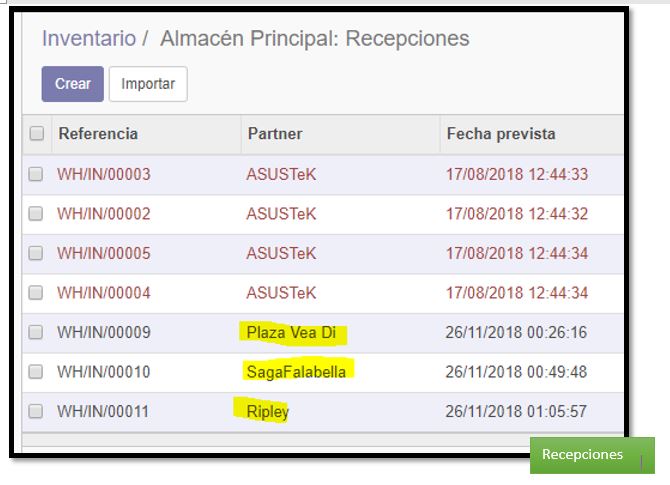 Inventario / Almacén Principal: Recepciones
Crear Importar
Referencia Partner Fecha prevista
WH/IN/00003 ASUSTeK 17/08/2018 12:44:33
WH/IN/00002 ASUSTeK 17/08/2018 12:44:32
WH/IN/00005 ASUSTeK 17/08/2018 12:44:34
WH/IN/00004 ASUSTeK 17/08/2018 12:44:34
WH/IN/00009 Plaza Vea Di 26/11/2018 00:26:16
WH/IN/00010 SagaFalabella 26/11/2018 00:49:48
WH/IN/00011 Ripley 26/11/2018 01:05:57
Recepciones